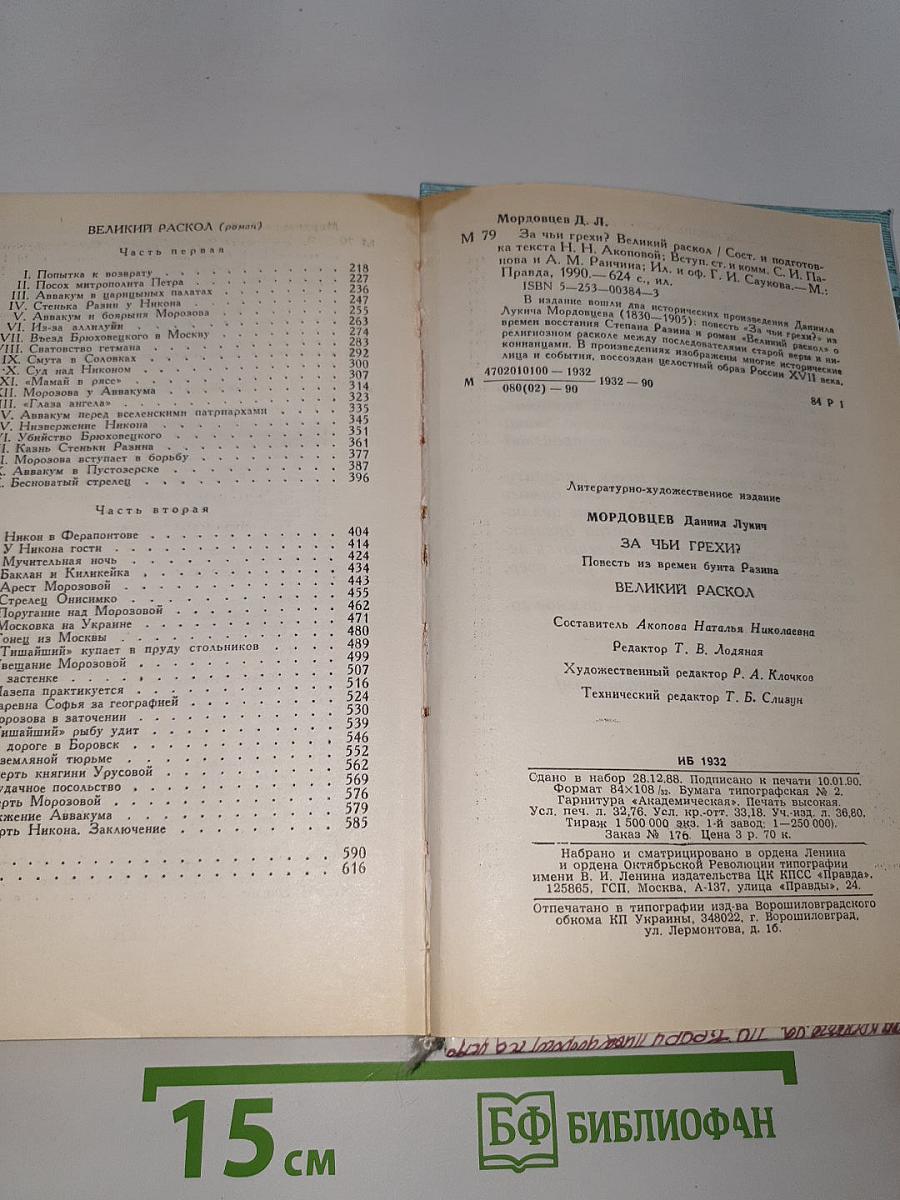 ВЕЛИКИЙ РАСКОЛ (роман)
Часть первая
I. Попытка к возврату . . . 218
II. Посох митрополита Петра . . . 227
III. Аввакум в царицыных палатах . . . 236
IV. Стенька Разин у Никона . . . 247
V. Аввакум и боярыня Морозова . . . 255
VI. Из-за аллилуйи . . . 263
VII. Въезд Брюховецкого в Москву . . . 274
VIII. Сватовство гетмана . . . 283
IX. Смута в Соловках . . . 292
X. Суд над Никоном . . . 300
XI. «Мамай в рясе» . . . 307
XII. Морозова у Аввакума . . . 314
III. «Глаза ангела» . . . 323
V. Аввакум перед вселенскими патриархами . . . 335
V. Низвержение Никона . . . 345
VI. Убийство Брюховецкого . . . 351
II. Казнь Стеньки Разина . . . 361
I. Морозова вступает в борьбу . . . 377
X. Аввакум в Пустозерске . . . 387
. Бесноватый стрелец . . . 396
Часть вторая
Никон в Ферапонтове . . . 404
У Никона гости . . . 414
Мучительная ночь . . . 424
Баклан и Киликейка . . . 434
Арест Морозовой . . . 443
Стрелец Онисимко . . . 455
Поругание над Морозовой . . . 462
Московка на Украине . . . 471
Гонец из Москвы . . . 480
Тишайший» купает в пруду стольников . . . 489
вещание Морозовой . . . 499
застенке . . . 507
Мазепа практикуется . . . 516
аревна Софья за географией . . . 524
орозова в заточении . . . 530
ишайший» рыбу удит . . . 539
дороге в Боровск . . . 546
земляной тюрьме . . . 552
ерть княгини Урусовой . . . 562
удачное посольство . . . 569
ерть Морозовой . . . 576
жжение Аввакума . . . 579
рть Никона. Заключение . . . 585
. . . 590
. . . 616
Мордовцев Д. Л.
М 79 За чьи грехи? Великий раскол / Сост. и подготов-
ка текста Н. Н. Акоповой; Вступ. ст. и комм. С. И. Па-
нова и А. М. Ранчина; Ил. и оф. Г. И. Саукова.— М.:
Правда, 1990.— 624 с., ил.
ISBN 5—253—00384—3
В издание вошли два исторических произведения Даниила
Лукича Мордовцева (1830—1905): повесть «За чьи грехи?» из
времен восстания Степана Разина и роман «Великий раскол» о
религиозном расколе между последователями старой веры и ни-
конианцами. В произведениях изображены многие исторические
лица и события, воссоздан целостный образ России XVII века.
М 4702010100 — 1932
080(02) — 90 — 1932 — 90
84 Р 1
Литературно-художественное издание
МОРДОВЦЕВ Даниил Лукич
ЗА ЧЬИ ГРЕХИ?
Повесть из времен бунта Разина
ВЕЛИКИЙ РАСКОЛ
Составитель Акопова Наталья Николаевна
Редактор Т. В. Лодяная
Художественный редактор Р. А. Клочков
Технический редактор Т. Б. Слизун
ИБ 1932
Сдано в набор 28.12.88. Подписано к печати 10.01.90.
Формат 84×108 /32. Бумага типографская № 2.
Гарнитура «Академическая». Печать высокая.
Усл. печ. л. 32,76. Усл. кр.-отт. 33,18. Уч.-изд. л. 36,80.
Тираж 1 500 000 экз. 1-й завод: 1—250 000).
Заказ № 176. Цена 3 р. 70 к.
Набрано и сматрицировано в ордена Ленина
и ордена Октябрьской Революции типографии
имени В. И. Ленина издательства ЦК КПСС «Правда».
125865, ГСП, Москва, А-137, улица «Правды», 24.
Отпечатано в типографии изд-ва Ворошиловградского
обкома КП Украины, 348022, г. Ворошиловград,
ул. Лермонтова, д. 1б.
15 см
БФ БИБЛИОФАН